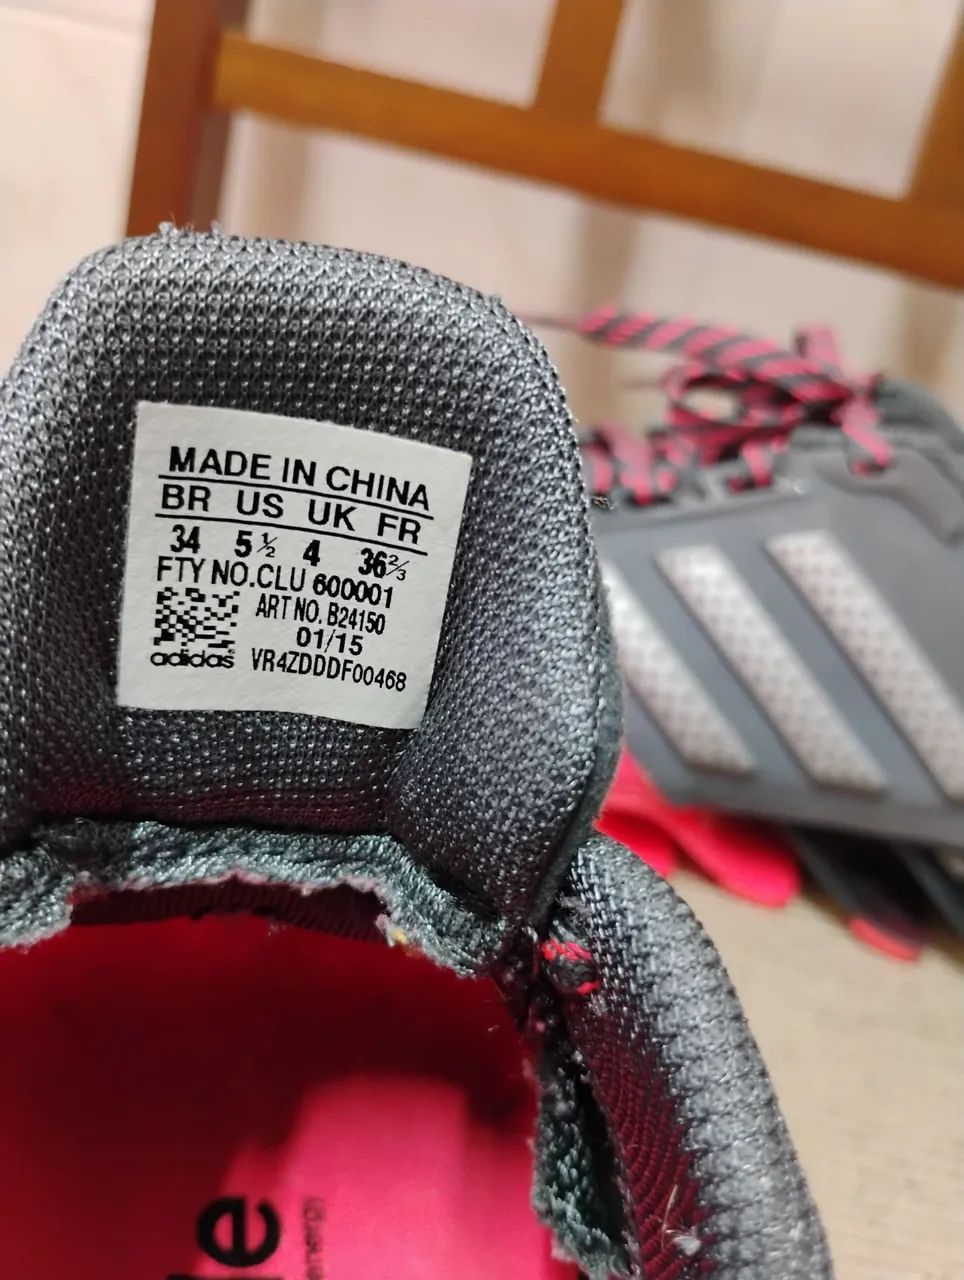 MADE IN CHINA
BR US UK FR
34 5½ 4 36⅔
FTY NO.CLU 600001
ART NO. B24150
01/15
adidas® VR4ZDDDF00468